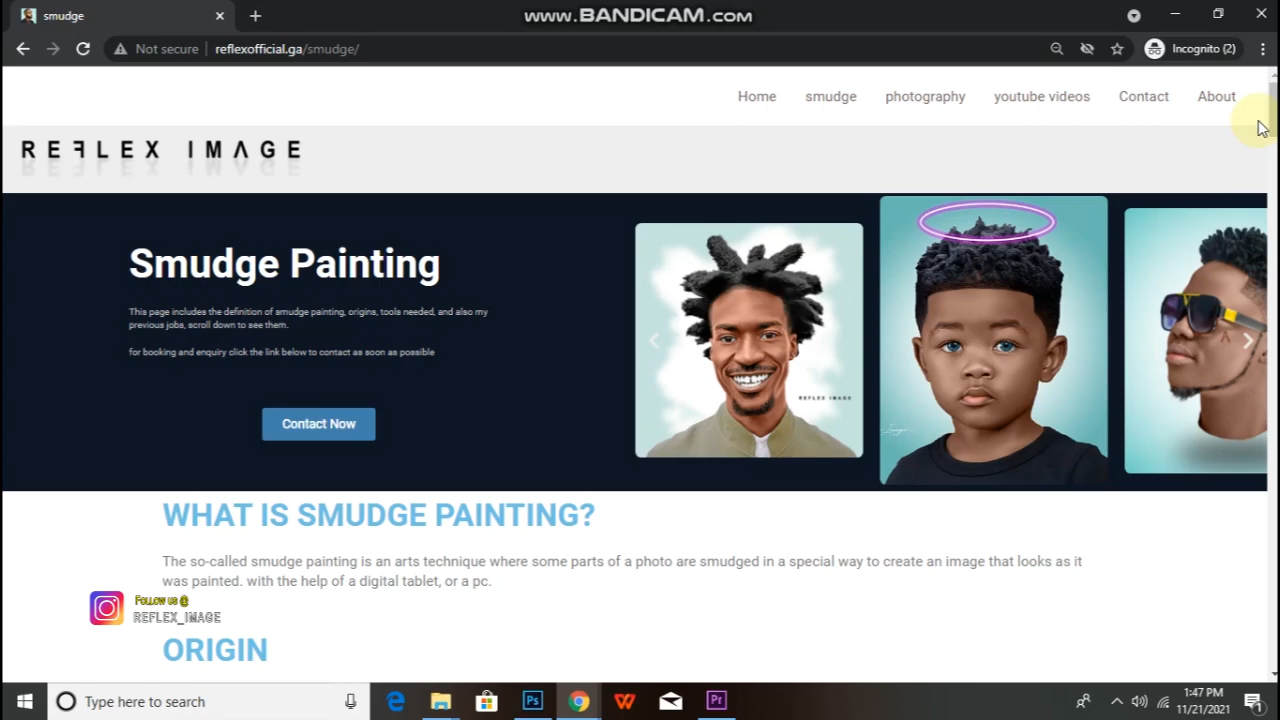 smudge
www.BANDICAM.com
Not secure
reflexofficial.ga/smudge/
Incognito (2)
Home
smudge
photography
youtube videos
Contact
About
REFLEX IMAGE
Smudge Painting
This page includes the definition of smudge painting, origins, tools needed, and also my
previous jobs, scroll down to see them.
for booking and enquiry click the link below to contact as soon as possible
Contact Now
REFLEX IMAGE
WHAT IS SMUDGE PAINTING?
The so-called smudge painting is an arts technique where some parts of a photo are smudged in a special way to create an image that looks as it
was painted. with the help of a digital tablet, or a pc.
Follow us @
REFLEX_IMAGE
ORIGIN
Type here to search
Ps
Pr
1:47 PM
11/21/2021
1